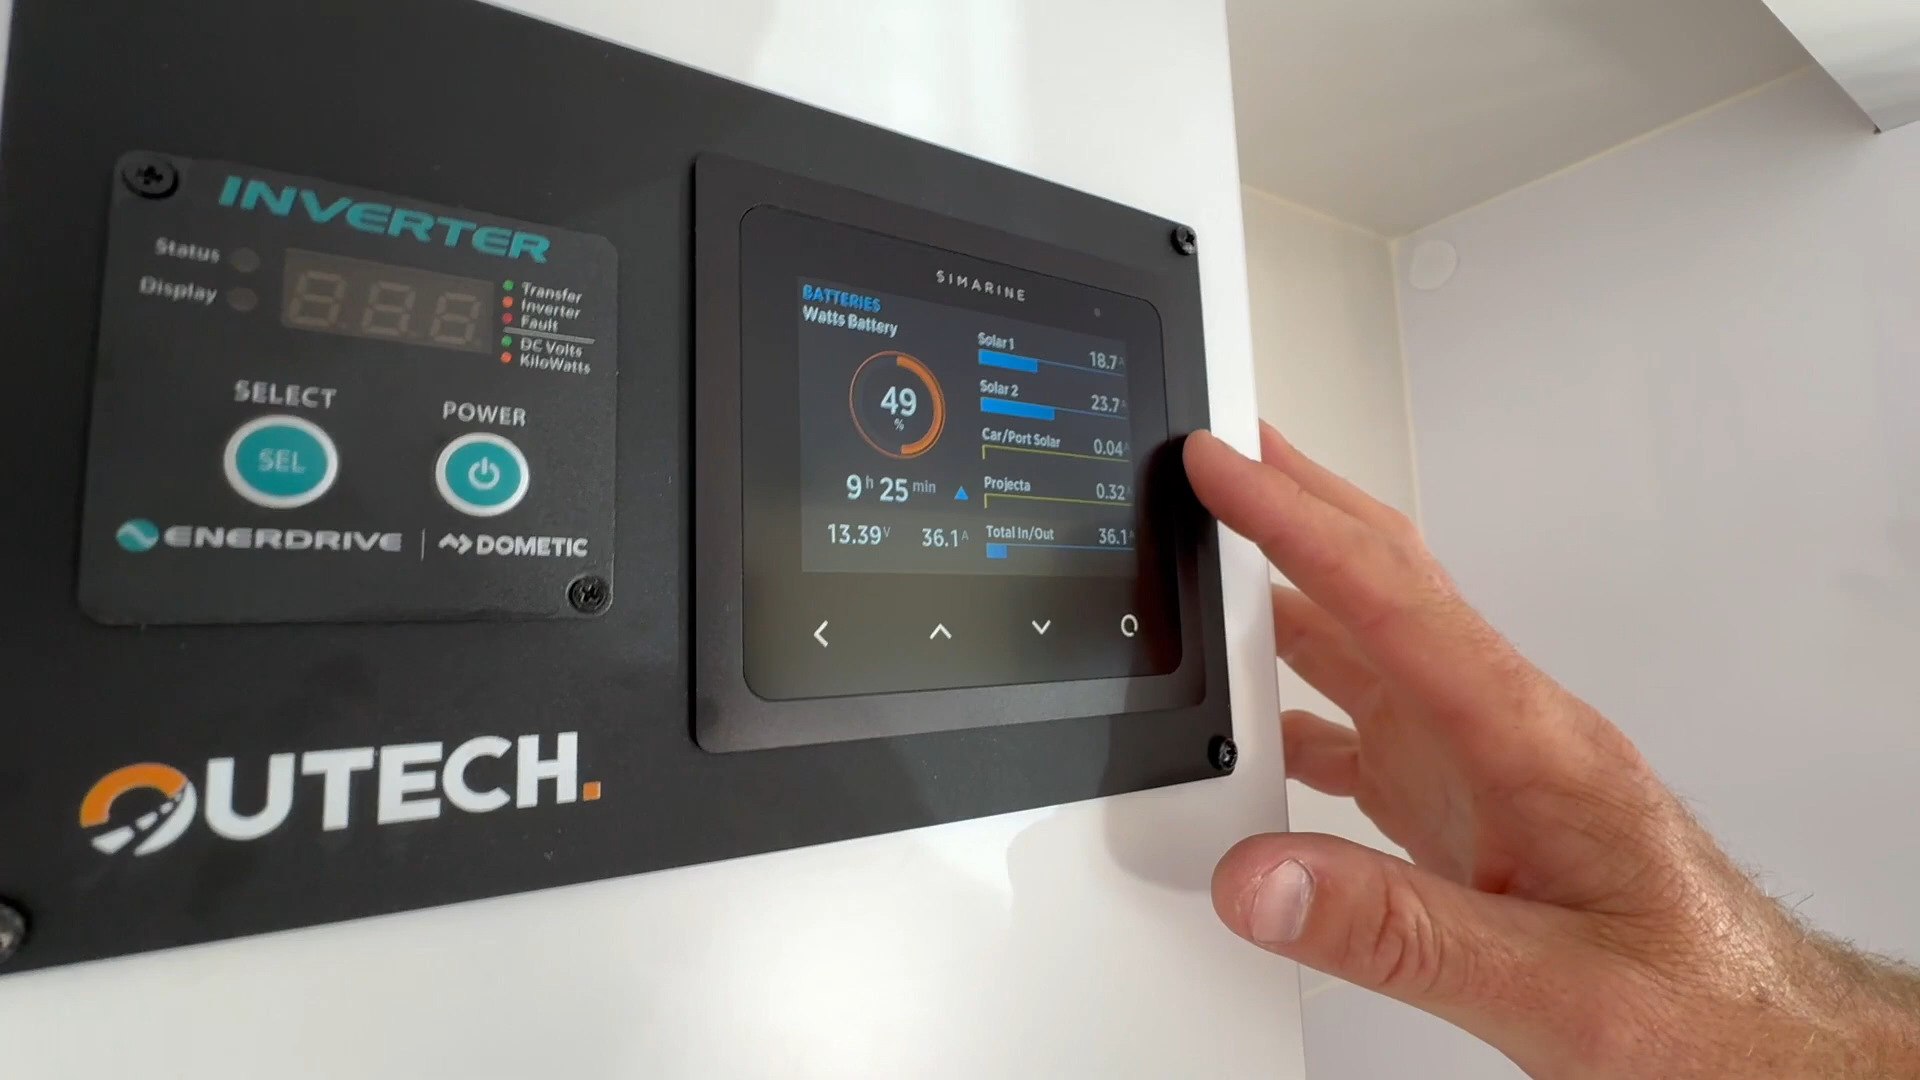 INVERTER
Status
Display
888
Transfer
Inverter
Fault
DC Volts
KiloWatts
SELECT
SEL
POWER
ENERDRIVE | DOMETIC
OUTECH.
SIMARINE
BATTERIES
Watts Battery
49
%
9 h 25 min
13.39 V 36.1 A
Solar 1 18.7 A
Solar 2 23.7 A
Car/Port Solar 0.04 A
Projecta 0.32 A
Total In/Out 36.1 A